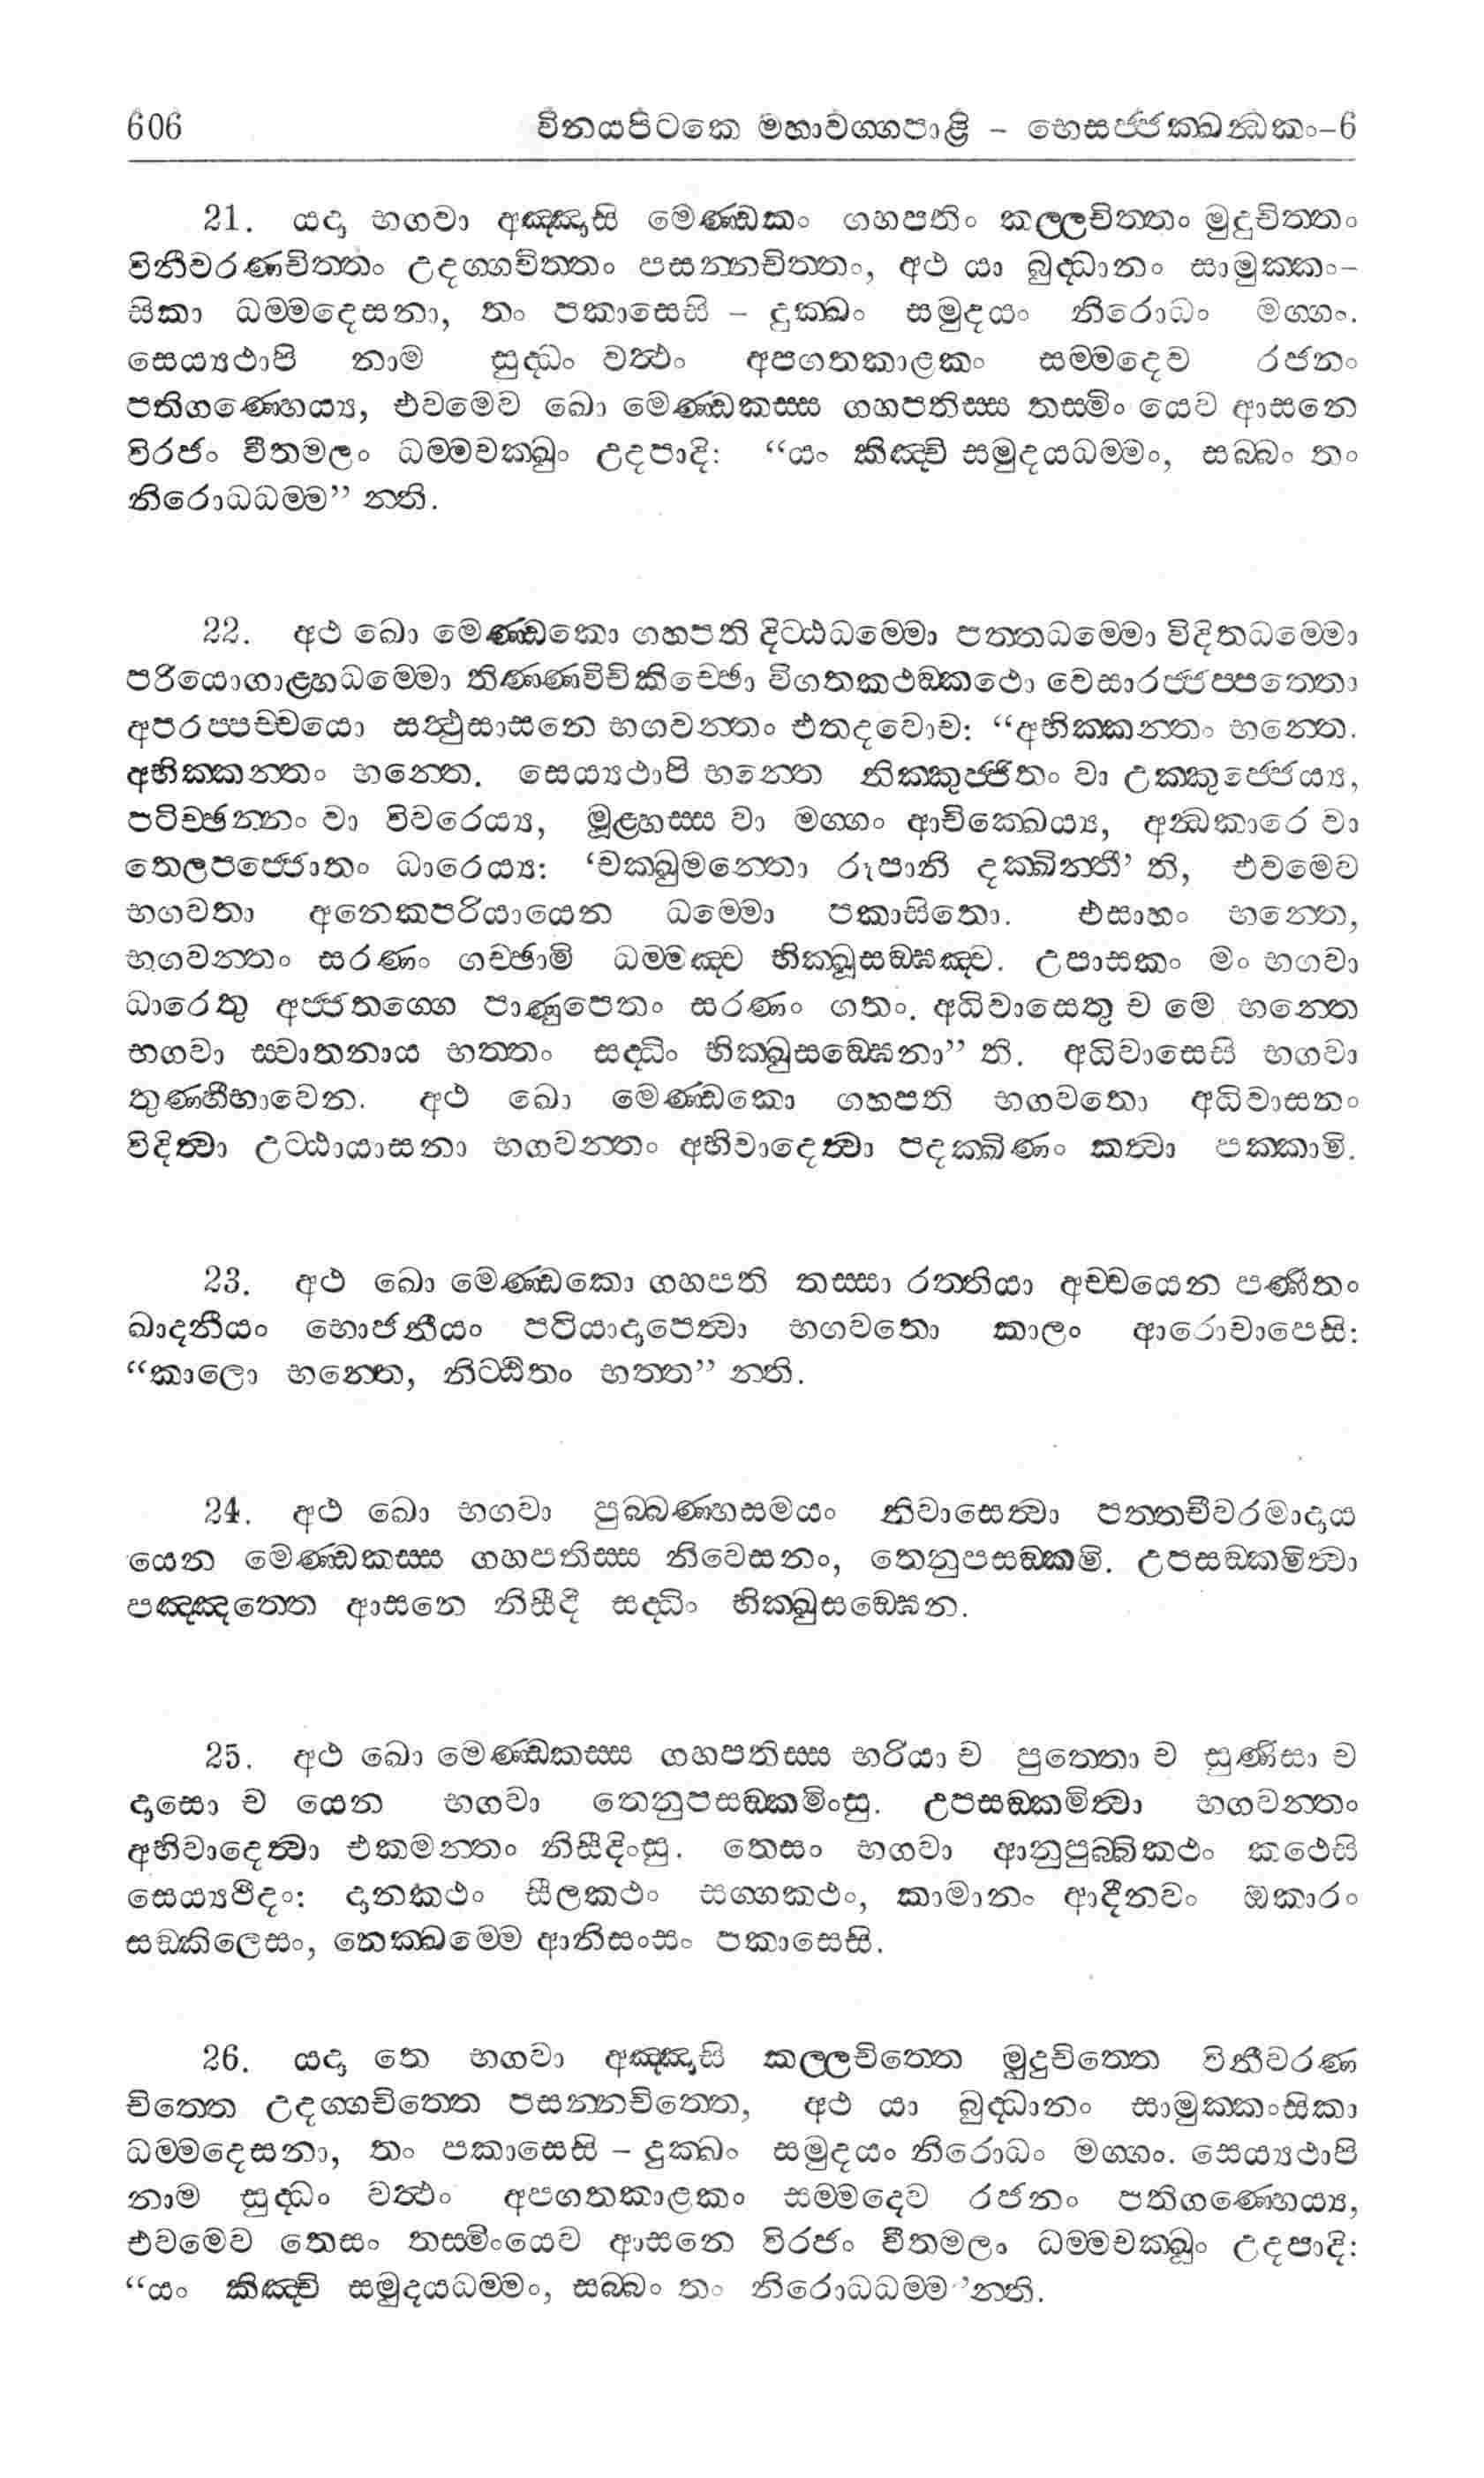 606 විනයපිටකෙ මහාවග්ගපාළි – භෙසජ්ජක්ඛන්ධකං–6
21. යදා භගවා අඤ්ඤාසි මෙණ්ඩකං ගහපතිං කල්ලචිත්තං මුදුචිත්තං
විනීවරණචිත්තං උදග්ගචිත්තං පසන්නචිත්තං, අථ යා බුද්ධානං සාමුක්කං-
සිකා ධම්මදෙසනා, තං පකාසෙසි – දුක්ඛං සමුදයං නිරොධං මග්ගං.
සෙය්‍යථාපි නාම සුද්ධං වත්ථං අපගතකාළකං සම්මදෙව රජනං
පතිගණ්හෙය්‍ය, එවමෙව ඛො මෙණ්ඩකස්ස ගහපතිස්ස තස්මිං යෙව ආසනෙ
විරජං වීතමලං ධම්මචක්ඛුං උදපාදි: “යං කිඤ්චි සමුදයධම්මං, සබ්බං තං
නිරොධධම්ම” න්ති.
22. අථ ඛො මෙණ්ඩකො ගහපති දිට්ඨධම්මො පත්තධම්මො විදිතධම්මො
පරියොගාළ්හධම්මො තිණ්ණවිචිකිච්ඡො විගතකථඞ්කථො වෙසාරජ්ජප්පත්තො
අපරප්පච්චයො සත්ථුසාසනෙ භගවන්තං එතදවොච: “අභික්කන්තං භන්තෙ.
අභික්කන්තං භන්තෙ. සෙය්‍යථාපි භන්තෙ නික්කුජ්ජිතං වා උක්කුජ්ජෙය්‍ය,
පටිච්ඡන්නං වා විවරෙය්‍ය, මූළ්හස්ස වා මග්ගං ආචික්ඛෙය්‍ය, අන්ධකාරෙ වා
තෙලපජ්ජොතං ධාරෙය්‍ය: ‘චක්ඛුමන්තො රූපානි දක්ඛින්තී’ ති, එවමෙව
භගවතා අනෙකපරියායෙන ධම්මො පකාසිතො. එසාහං භන්තෙ,
භගවන්තං සරණං ගච්ඡාමි ධම්මඤ්ච භික්ඛූසඞ්ඝඤ්ච. උපාසකං මං භගවා
ධාරෙතු අජ්ජතග්ගෙ පාණුපෙතං සරණං ගතං. අධිවාසෙතු ච මෙ භන්තෙ
භගවා ස්වාතනාය භත්තං සද්ධිං භික්ඛුසඞ්ඝෙනා” ති. අධිවාසෙසි භගවා
තුණ්හීභාවෙන. අථ ඛො මෙණ්ඩකො ගහපති භගවතො අධිවාසනං
විදිත්වා උට්ඨායාසනා භගවන්තං අභිවාදෙත්වා පදක්ඛිණං කත්වා පක්කාමි.
23. අථ ඛො මෙණ්ඩකො ගහපති තස්සා රත්තියා අච්චයෙන පණීතං
ඛාදනීයං භොජනීයං පටියාදාපෙත්වා භගවතො කාලං ආරොචාපෙසි:
“කාලො භන්තෙ, නිට්ඨිතං භත්ත” න්ති.
24. අථ ඛො භගවා පුබ්බණ්හසමයං නිවාසෙත්වා පත්තචීවරමාදාය
යෙන මෙණ්ඩකස්ස ගහපතිස්ස නිවෙසනං, තෙනුපසඞ්කමි. උපසඞ්කමිත්වා
පඤ්ඤත්තෙ ආසනෙ නිසීදි සද්ධිං භික්ඛුසඞ්ඝෙන.
25. අථ ඛො මෙණ්ඩකස්ස ගහපතිස්ස භරියා ච පුත්තො ච සුණිසා ච
දාසො ච යෙන භගවා තෙනුපසඞ්කමිංසු. උපසඞ්කමිත්වා භගවන්තං
අභිවාදෙත්වා එකමන්තං නිසීදිංසු. තෙසං භගවා ආනුපුබ්බිකථං කථෙසි
සෙය්‍යථීදං: දානකථං සීලකථං සග්ගකථං, කාමානං ආදීනවං ඔකාරං
සඞ්කිලෙසං, නෙක්ඛම්මෙ ආනිසංසං පකාසෙසි.
26. යදා තෙ භගවා අඤ්ඤාසි කල්ලචිත්තෙ මුදුචිත්තෙ විනීවරණ
චිත්තෙ උදග්ගචිත්තෙ පසන්නචිත්තෙ, අථ යා බුද්ධානං සාමුක්කංසිකා
ධම්මදෙසනා, තං පකාසෙසි – දුක්ඛං සමුදයං නිරොධං මග්ගං. සෙය්‍යථාපි
නාම සුද්ධං වත්ථං අපගතකාළකං සම්මදෙව රජනං පතිගණ්හෙය්‍ය,
එවමෙව තෙසං තස්මිංයෙව ආසනෙ විරජං වීතමලං ධම්මචක්ඛුං උදපාදි:
“යං කිඤ්චි සමුදයධම්මං, සබ්බං තං නිරොධධම්ම”න්ති.